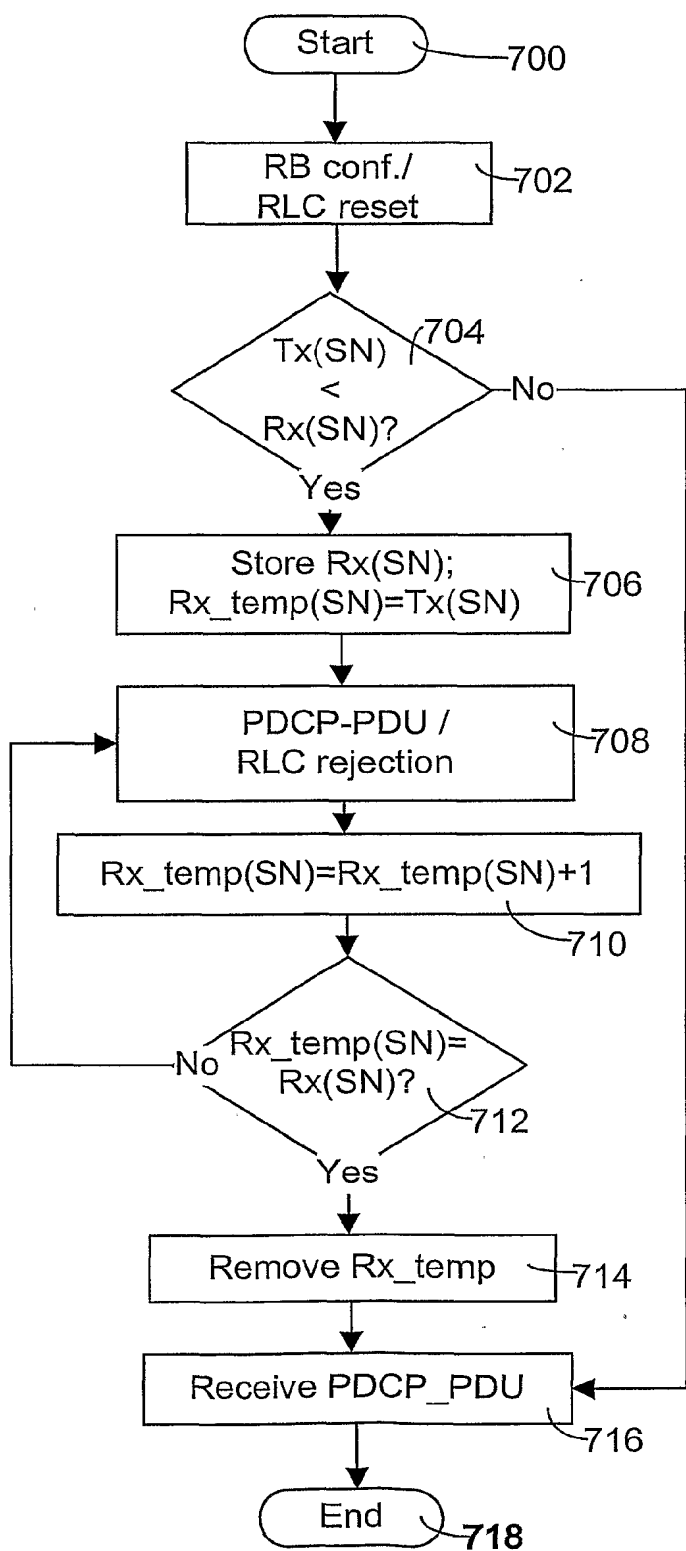 Start
700
RB conf./
RLC reset
702
Tx(SN)
<
Rx(SN)?
704
No
Yes
Store Rx(SN);
Rx_temp(SN)=Tx(SN)
706
PDCP-PDU /
RLC rejection
708
Rx_temp(SN)=Rx_temp(SN)+1
710
No
Rx_temp(SN)=
Rx(SN)?
712
Yes
Remove Rx_temp
714
Receive PDCP_PDU
716
End
718